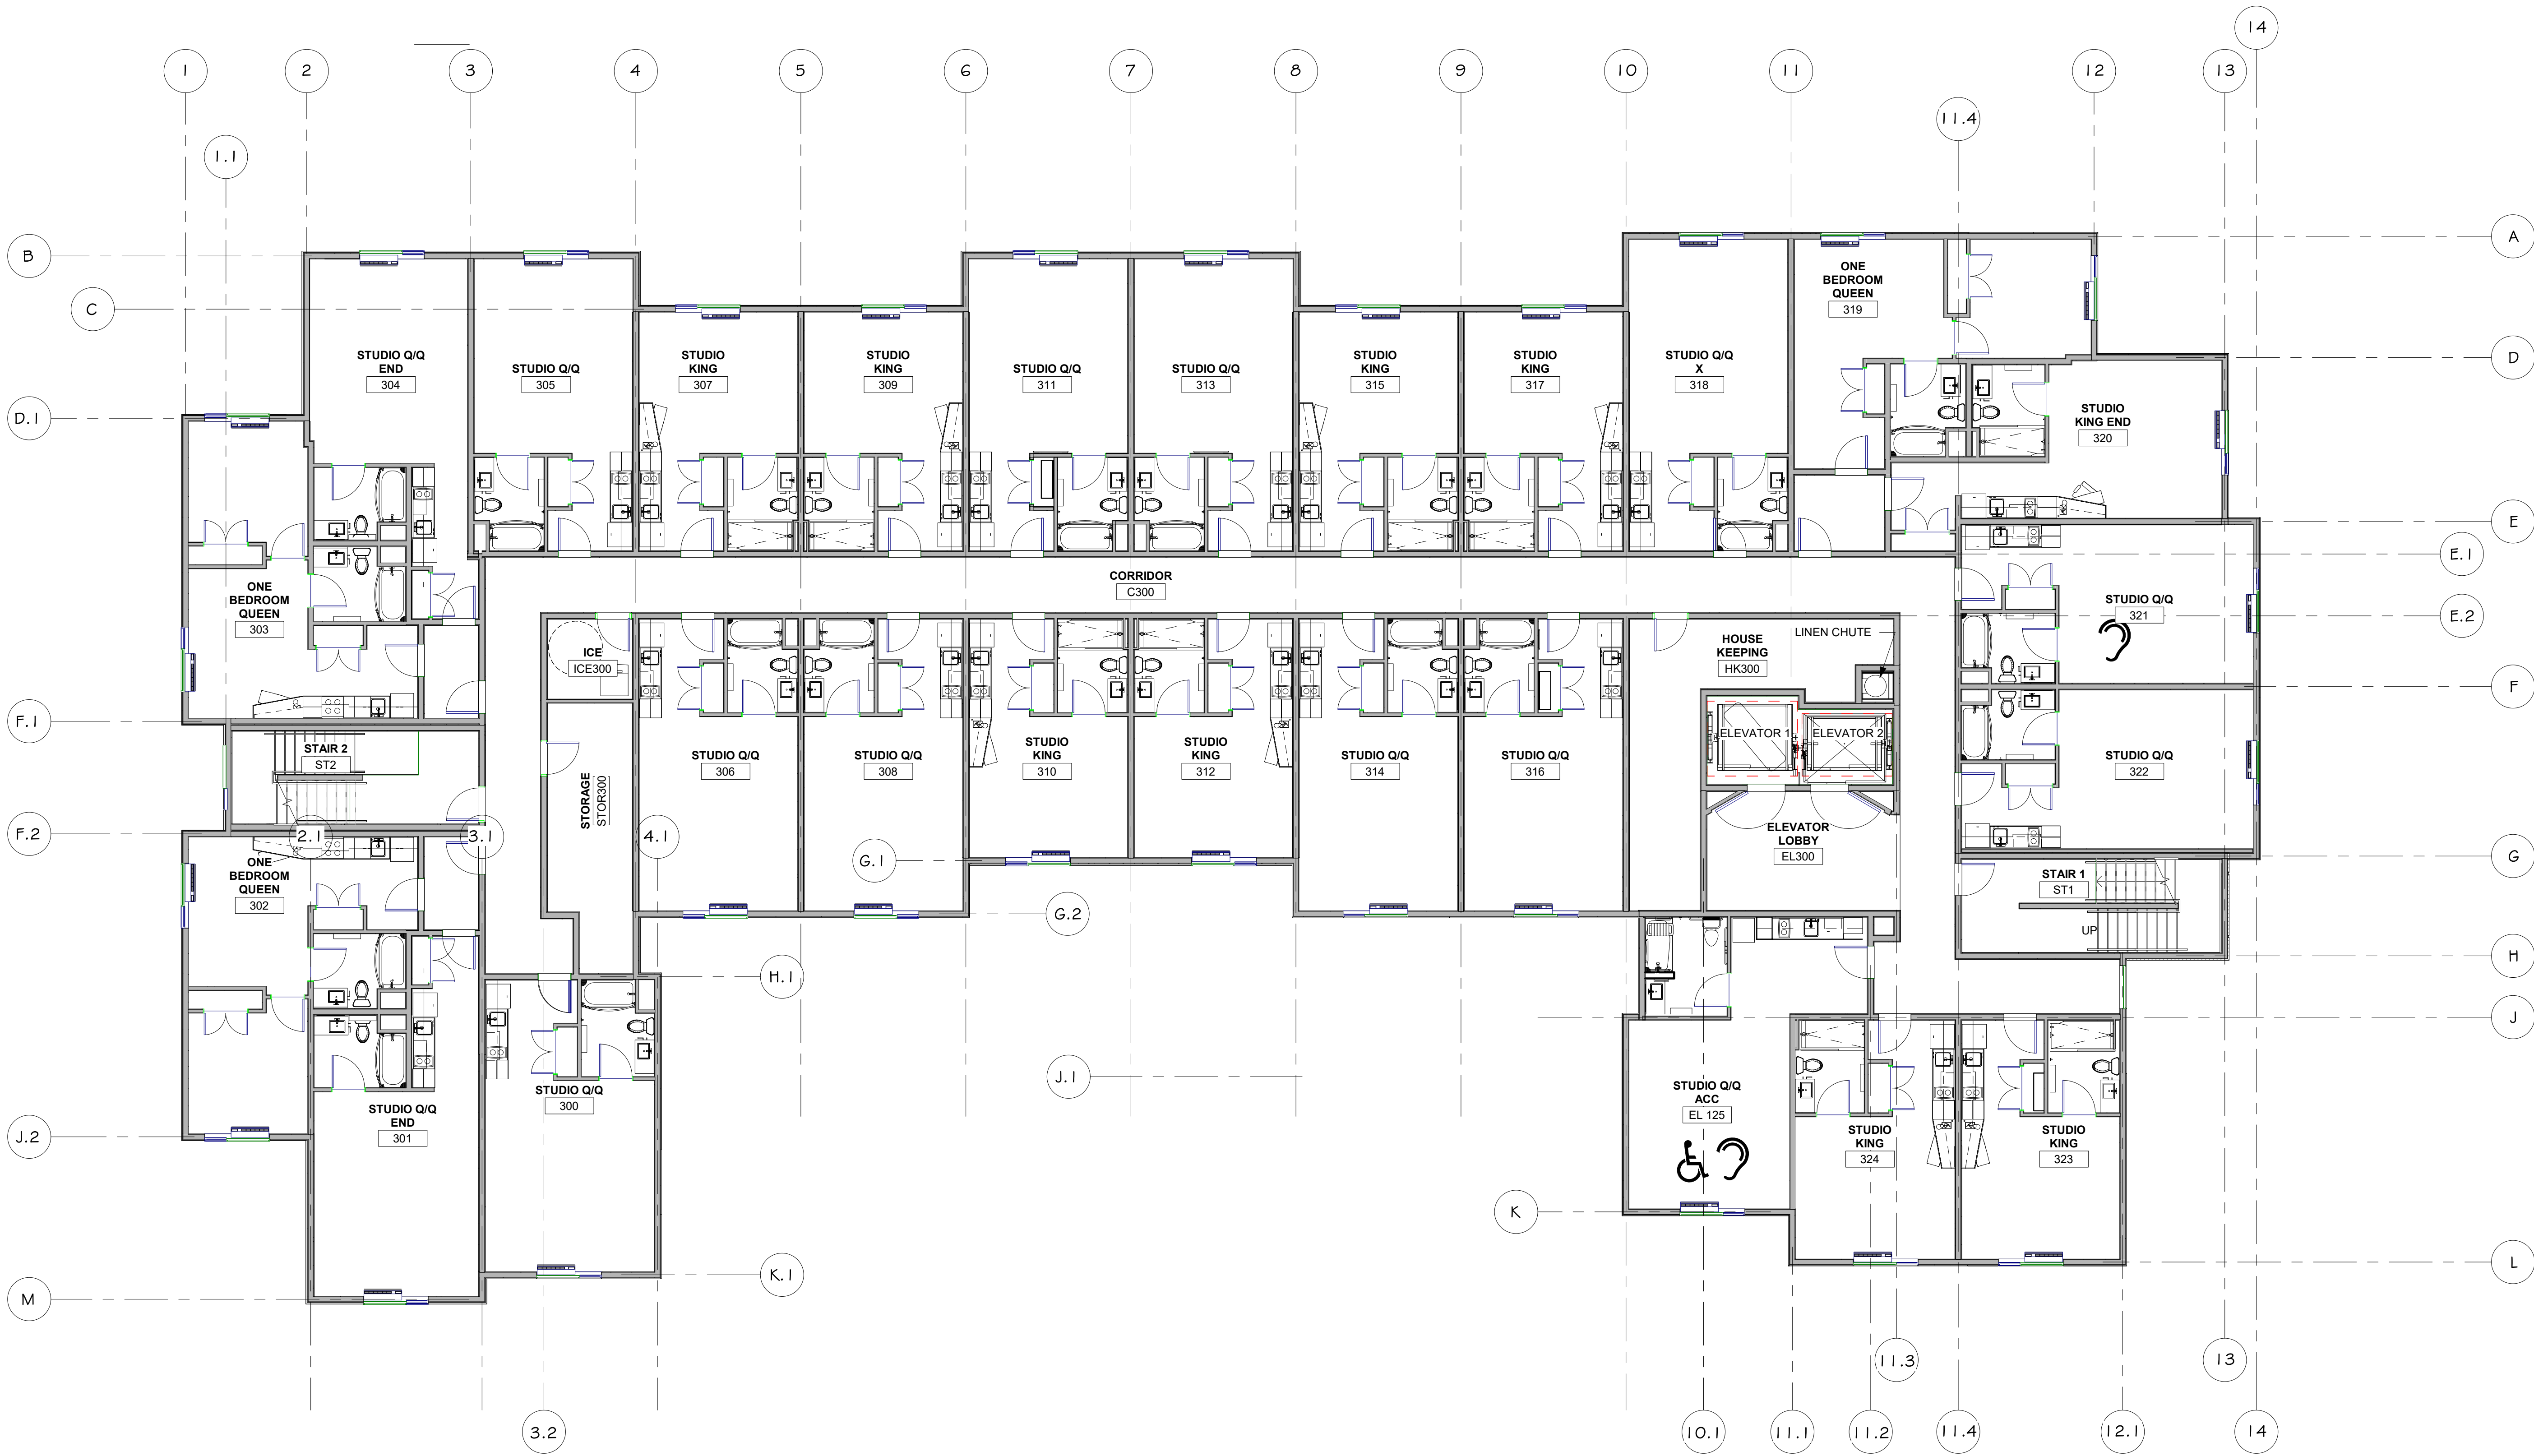 14
1
2
3
4
5
6
7
8
9
10
11
12
13
11.4
1.1
A
B
C
D
D.1
E
E.1
E.2
F
F.1
F.2
G
H
J
J.2
L
M
STUDIO Q/Q
END
304
STUDIO Q/Q
305
STUDIO
KING
307
STUDIO
KING
309
STUDIO Q/Q
311
STUDIO Q/Q
313
STUDIO
KING
315
STUDIO
KING
317
STUDIO Q/Q
X
318
ONE
BEDROOM
QUEEN
319
STUDIO
KING END
320
CORRIDOR
C300
ONE
BEDROOM
QUEEN
303
ICE
ICE300
HOUSE
KEEPING
HK300
LINEN CHUTE
STUDIO Q/Q
321
STAIR 2
ST2
STORAGE
STOR300
STUDIO Q/Q
306
STUDIO Q/Q
308
STUDIO
KING
310
STUDIO
KING
312
STUDIO Q/Q
314
STUDIO Q/Q
316
ELEVATOR 1
ELEVATOR 2
STUDIO Q/Q
322
2.1
3.1
4.1
G.1
ELEVATOR
LOBBY
EL300
ONE
BEDROOM
QUEEN
302
STAIR 1
ST1
UP
G.2
H.1
J.1
STUDIO Q/Q
END
301
STUDIO Q/Q
300
STUDIO Q/Q
ACC
EL 125
STUDIO
KING
324
STUDIO
KING
323
K
K.1
11.3
13
3.2
10.1
11.1
11.2
11.4
12.1
14